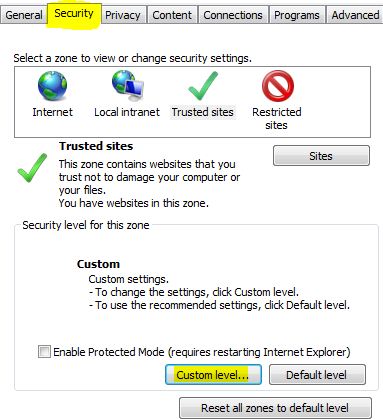 General Security Privacy Content Connections Programs Advanced
Select a zone to view or change security settings.
Internet Local intranet Trusted sites Restricted
sites
Trusted sites
Sites
This zone contains websites that you
trust not to damage your computer or
your files.
You have websites in this zone.
Security level for this zone
Custom
Custom settings.
- To change the settings, click Custom level.
- To use the recommended settings, click Default level.
Enable Protected Mode (requires restarting Internet Explorer)
Custom level... Default level
Reset all zones to default level